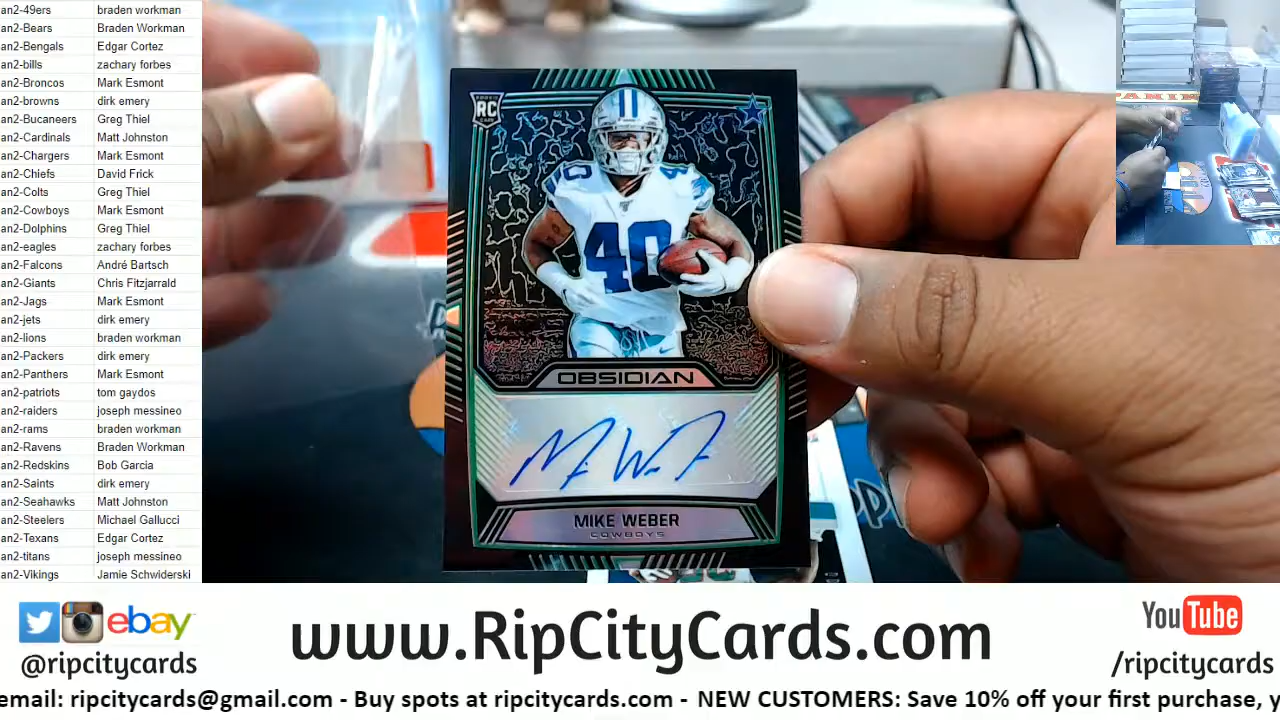 an2-49ers braden workman
an2-Bears Braden Workman
an2-Bengals Edgar Cortez
an2-bills zachary forbes
an2-Broncos Mark Esmont
an2-browns dirk emery
an2-Bucaneers Greg Thiel
an2-Cardinals Matt Johnston
an2-Chargers Mark Esmont
an2-Chiefs David Frick
an2-Colts Greg Thiel
an2-Cowboys Mark Esmont
an2-Dolphins Greg Thiel
an2-eagles zachary forbes
an2-Falcons André Bartsch
an2-Giants Chris Fitzjarrald
an2-Jags Mark Esmont
an2-jets dirk emery
an2-lions braden workman
an2-Packers dirk emery
an2-Panthers Mark Esmont
an2-patriots tom gaydos
an2-raiders joseph messineo
an2-rams braden workman
an2-Ravens Braden Workman
an2-Redskins Bob Garcia
an2-Saints dirk emery
an2-Seahawks Matt Johnston
an2-Steelers Michael Gallucci
an2-Texans Edgar Cortez
an2-titans joseph messineo
an2-Vikings Jamie Schwiderski
RC
40
40
40
OBSIDIAN
MIKE WEBER
COWBOYS
PANINI
ebay
@ripcitycards
www.RipCityCards.com
YouTube
/ripcitycards
email: ripcitycards@gmail.com - Buy spots at ripcitycards.com - NEW CUSTOMERS: Save 10% off your first purchase, y